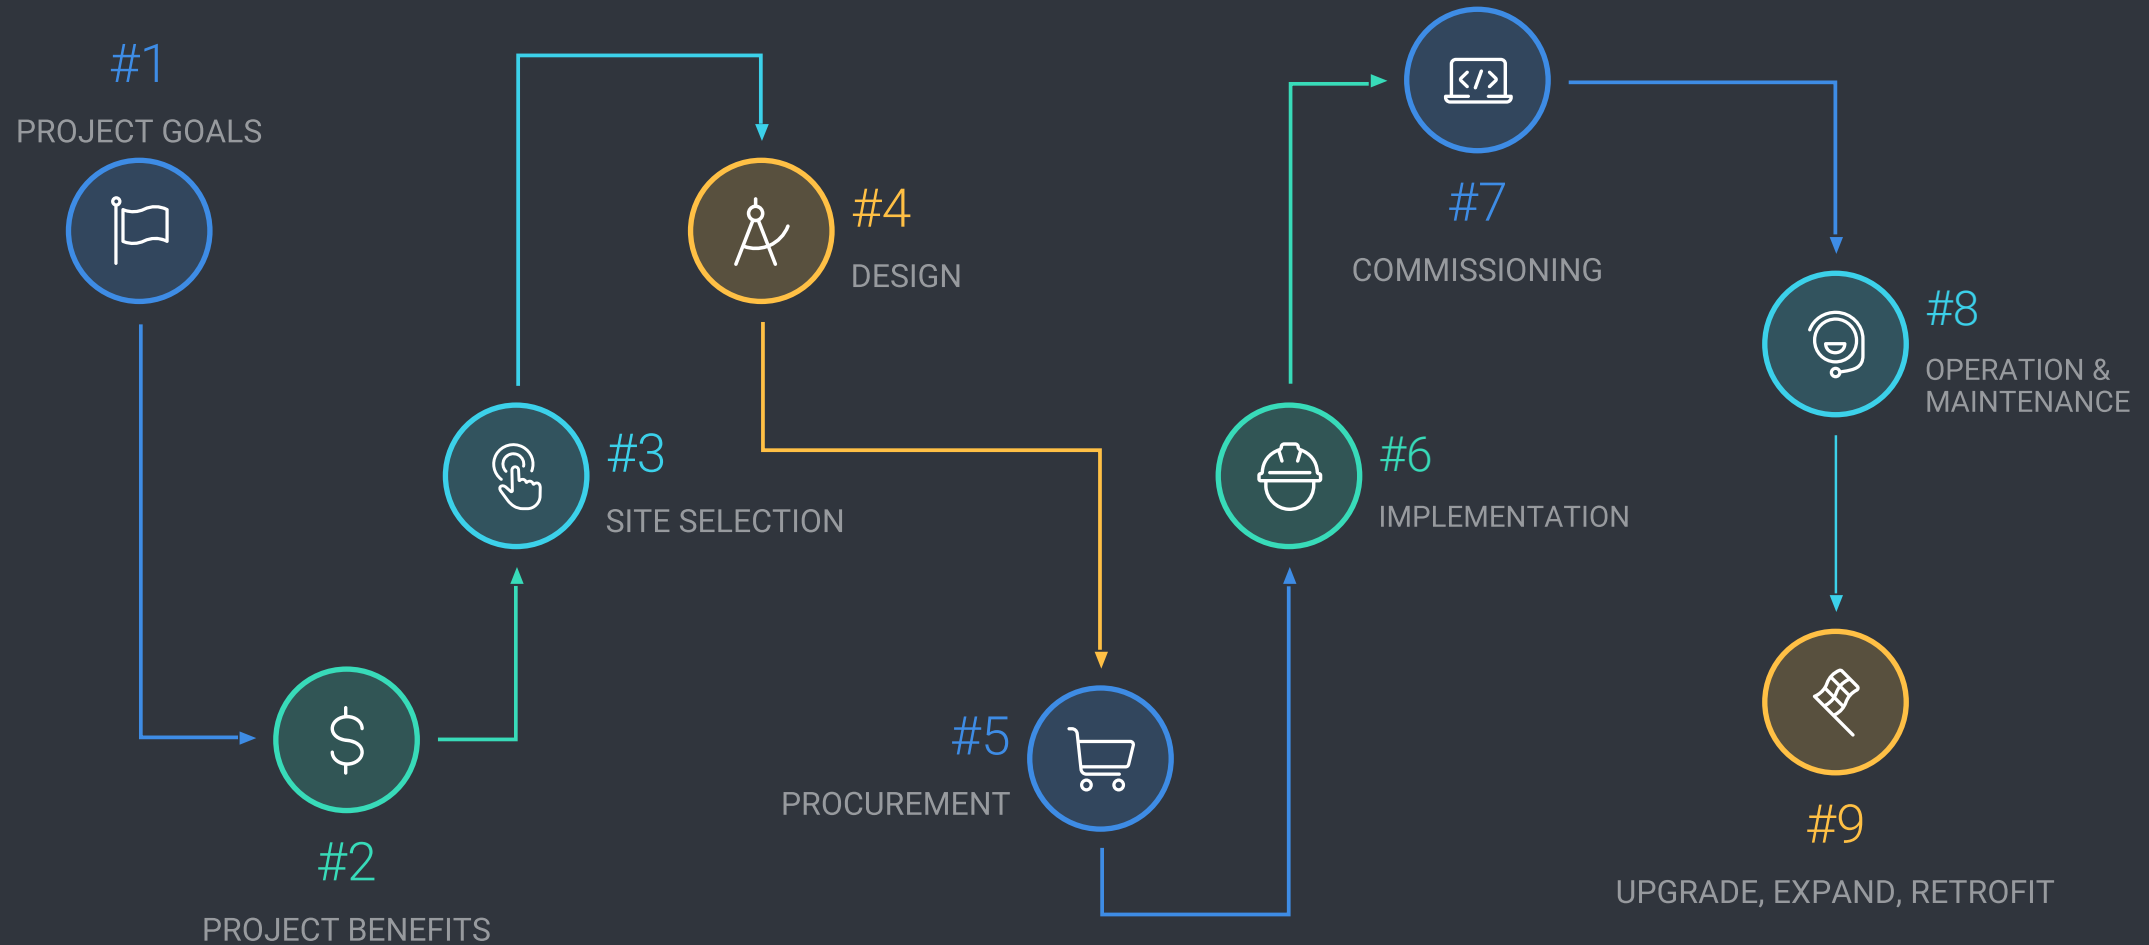 #1
PROJECT GOALS
#2
PROJECT BENEFITS
#3
SITE SELECTION
#4
DESIGN
#5
PROCUREMENT
#6
IMPLEMENTATION
#7
COMMISSIONING
#8
OPERATION &
MAINTENANCE
#9
UPGRADE, EXPAND, RETROFIT